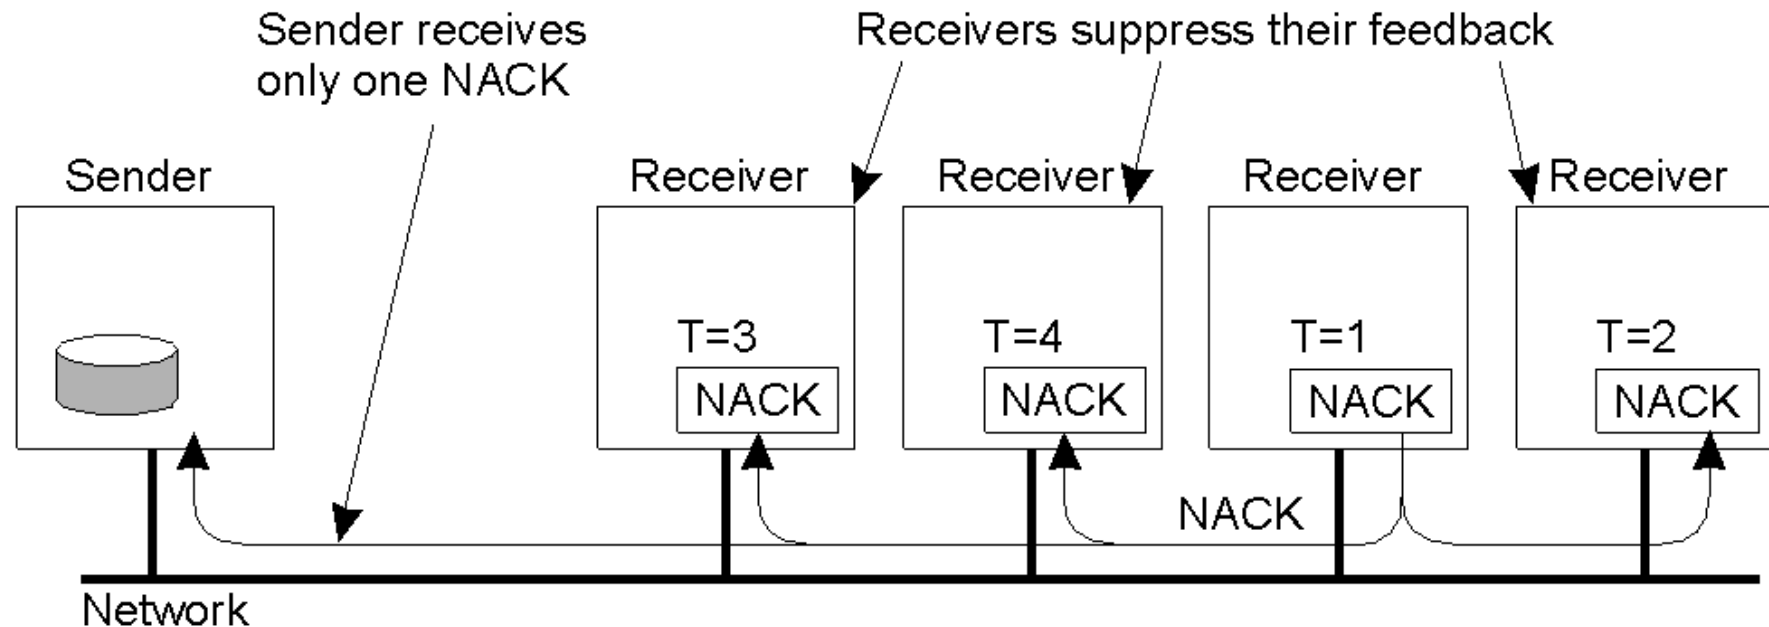 Sender receives
only one NACK
Receivers suppress their feedback
Sender
Receiver
Receiver
Receiver
Receiver
T=3
T=4
T=1
T=2
NACK
NACK
NACK
NACK
NACK
Network